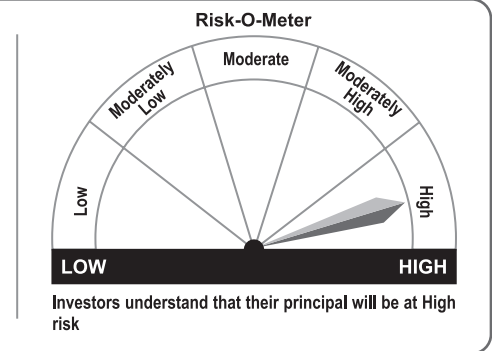 Risk-O-Meter
Low
Moderately
Low
Moderate
Moderately
High
High
LOW
HIGH
Investors understand that their principal will be at High
risk